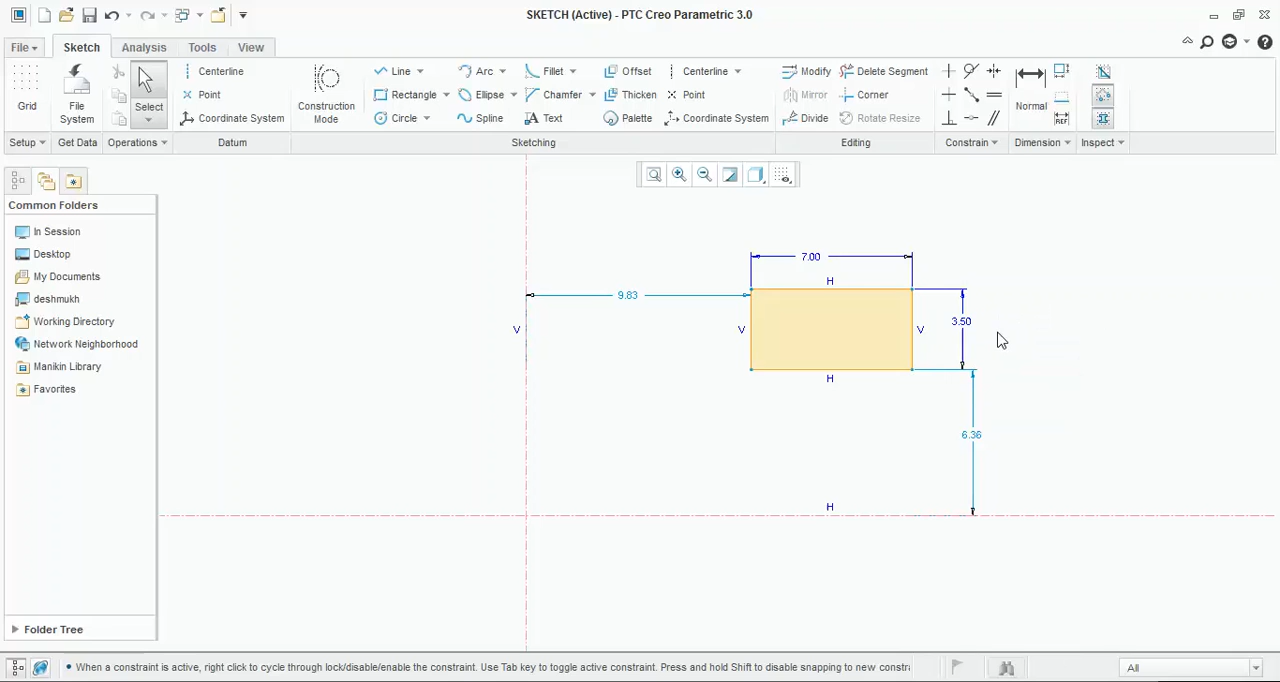 SKETCH (Active) - PTC Creo Parametric 3.0
File Sketch Analysis Tools View
Grid
File System
Select
Centerline
Point
Coordinate System
Construction Mode
Line Arc Fillet Offset Centerline
Rectangle Ellipse Chamfer Thicken Point
Circle Spline Text Palette Coordinate System
Modify Delete Segment
Mirror Corner
Divide Rotate Resize
Normal
REF
Setup Get Data Operations Datum Sketching Editing Constrain Dimension Inspect
Common Folders
In Session
Desktop
My Documents
deshmukh
Working Directory
Network Neighborhood
Manikin Library
Favorites
Folder Tree
7.00
H
9.83
3.50
V V V
H
6.36
H
When a constraint is active, right click to cycle through lock/disable/enable the constraint. Use Tab key to toggle active constraint. Press and hold Shift to disable snapping to new constra
All